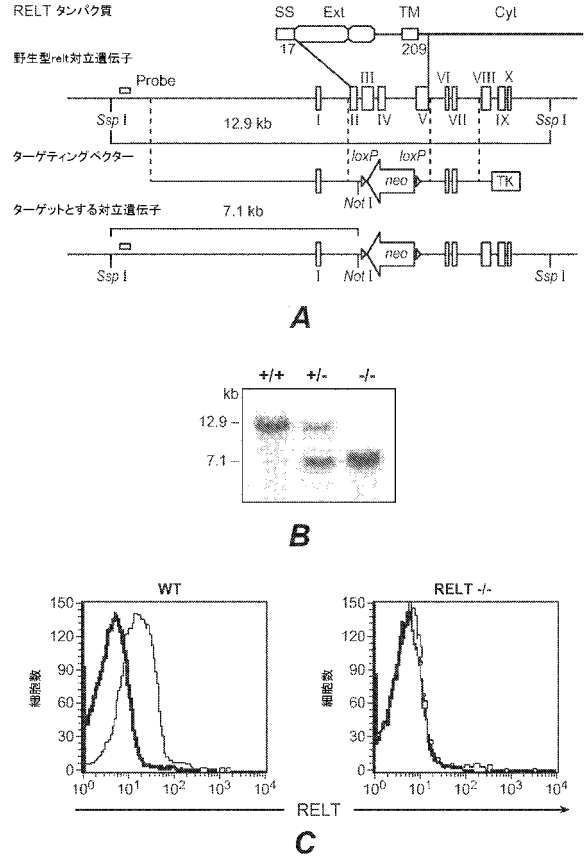 RELT タンパク質
SS Ext TM Cyt
17 209
野生型relt対立遺伝子
Probe III VI VIII X
Ssp I 12.9 kb I II IV V VII IX Ssp I
ターゲティングベクター
loxP loxP
Not I neo TK
ターゲットとする対立遺伝子 7.1 kb
Ssp I I Not I neo Ssp I
A
+/+ +/- -/-
kb
12.9
7.1
B
WT
細胞数
150
120
90
60
30
0
10⁰ 10¹ 10² 10³ 10⁴
RELT -/-
細胞数
150
120
90
60
30
0
10⁰ 10¹ 10² 10³ 10⁴
RELT
C